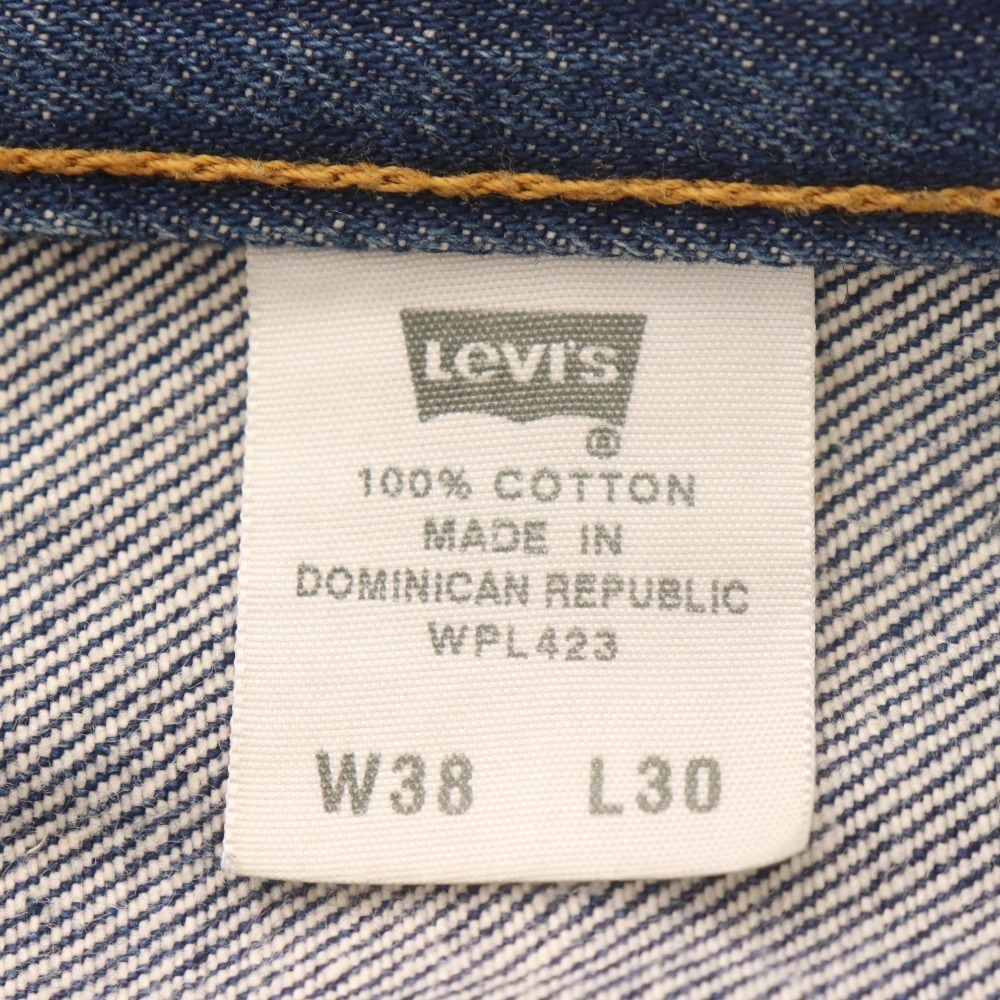 Levi's
®
100% COTTON
MADE IN
DOMINICAN REPUBLIC
WPL423
W38 L30